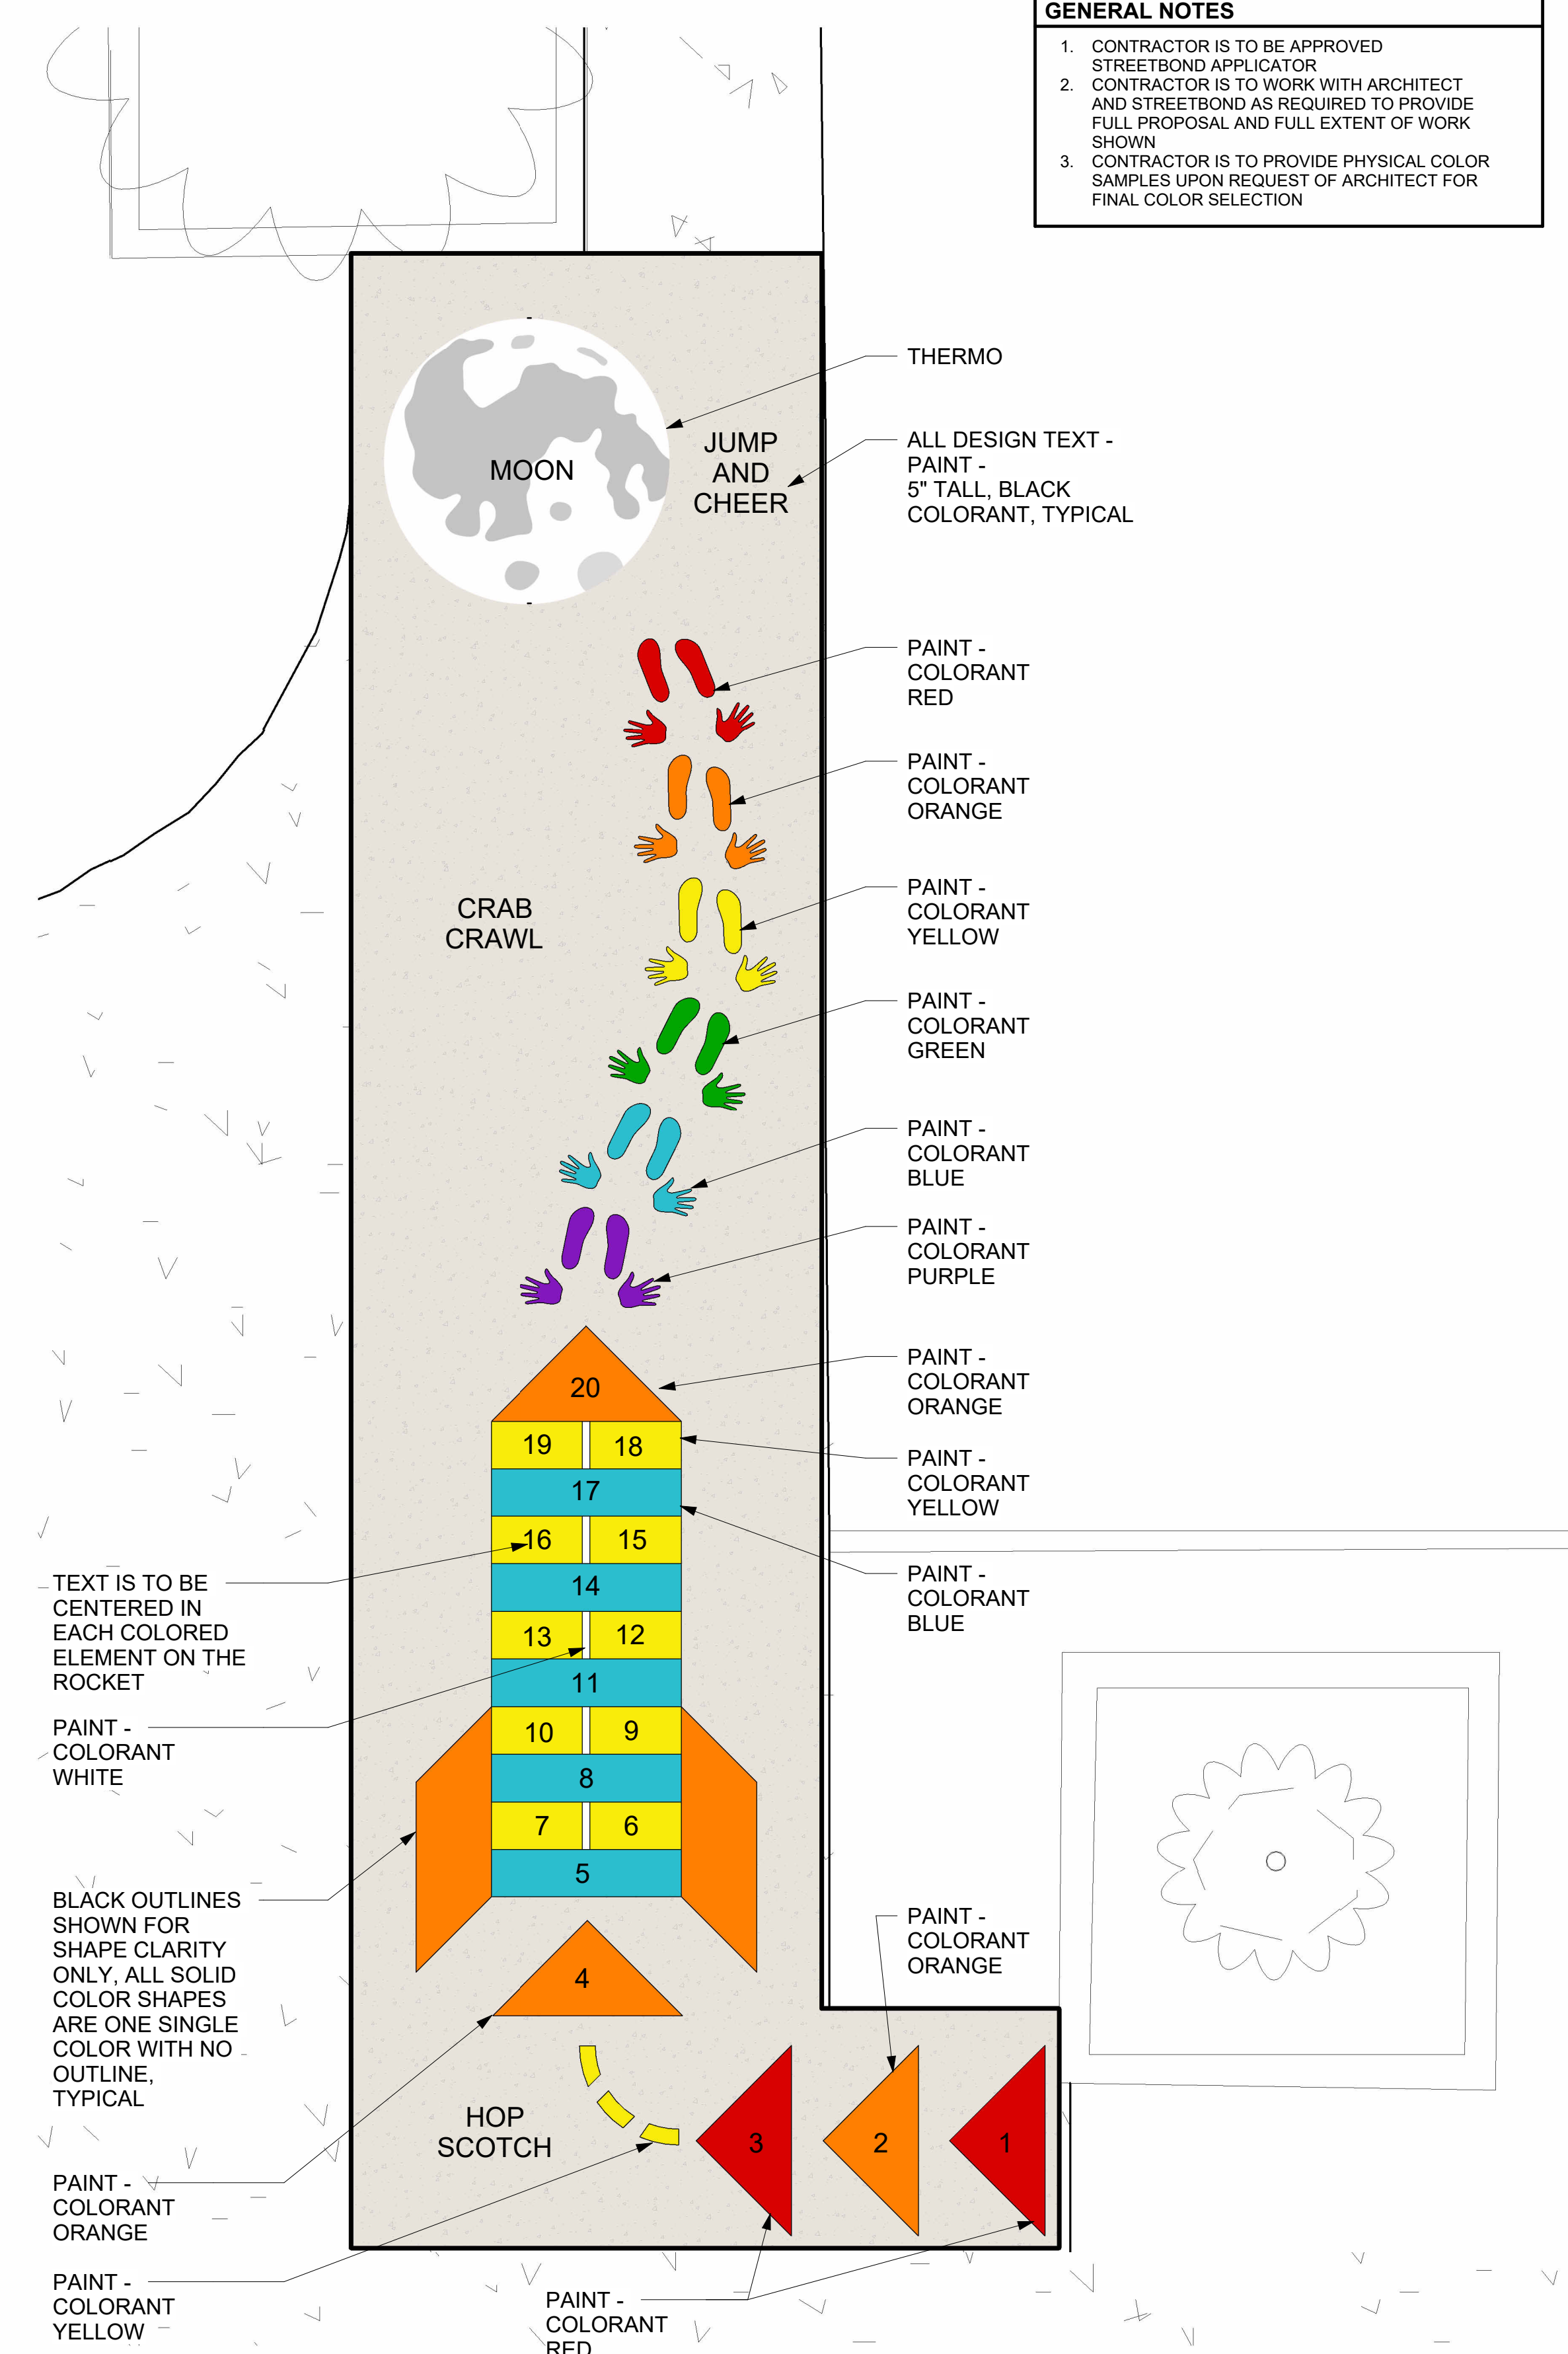 GENERAL NOTES
1. CONTRACTOR IS TO BE APPROVED
STREETBOND APPLICATOR
2. CONTRACTOR IS TO WORK WITH ARCHITECT
AND STREETBOND AS REQUIRED TO PROVIDE
FULL PROPOSAL AND FULL EXTENT OF WORK
SHOWN
3. CONTRACTOR IS TO PROVIDE PHYSICAL COLOR
SAMPLES UPON REQUEST OF ARCHITECT FOR
FINAL COLOR SELECTION
THERMO
MOON
JUMP
AND
CHEER
ALL DESIGN TEXT -
PAINT -
5" TALL, BLACK
COLORANT, TYPICAL
PAINT -
COLORANT
RED
PAINT -
COLORANT
ORANGE
CRAB
CRAWL
PAINT -
COLORANT
YELLOW
PAINT -
COLORANT
GREEN
PAINT -
COLORANT
BLUE
PAINT -
COLORANT
PURPLE
PAINT -
COLORANT
ORANGE
20
19 18
PAINT -
COLORANT
YELLOW
17
16 15
PAINT -
COLORANT
BLUE
TEXT IS TO BE
CENTERED IN
EACH COLORED
ELEMENT ON THE
ROCKET
14
13 12
11
PAINT -
COLORANT
WHITE
10 9
8
7 6
5
BLACK OUTLINES
SHOWN FOR
SHAPE CLARITY
ONLY, ALL SOLID
COLOR SHAPES
ARE ONE SINGLE
COLOR WITH NO
OUTLINE,
TYPICAL
PAINT -
COLORANT
ORANGE
4
HOP
SCOTCH
3 2 1
PAINT -
COLORANT
ORANGE
PAINT -
COLORANT
YELLOW
PAINT -
COLORANT
RED